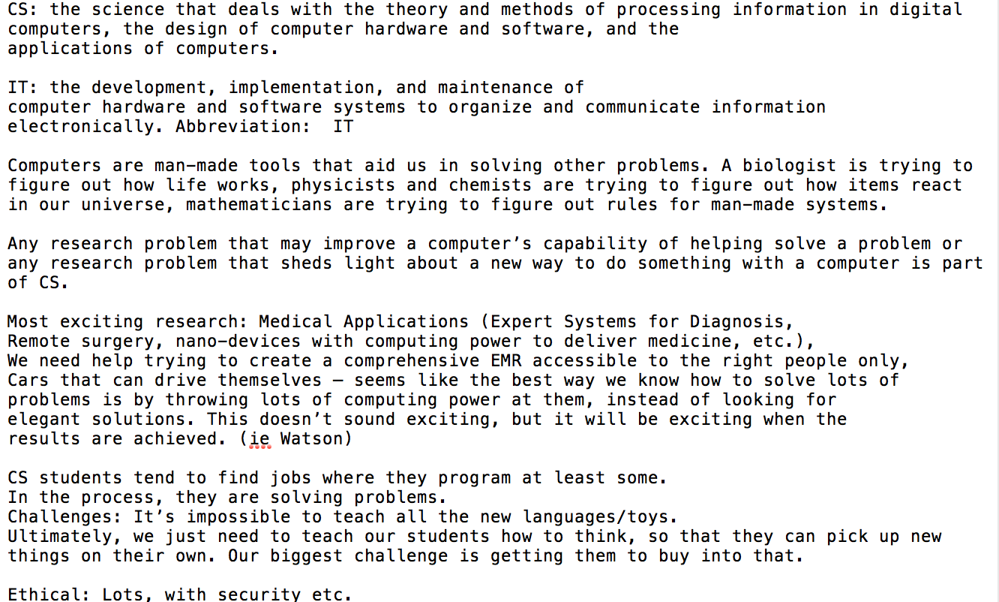 CS: the science that deals with the theory and methods of processing information in digital
computers, the design of computer hardware and software, and the
applications of computers.
IT: the development, implementation, and maintenance of
computer hardware and software systems to organize and communicate information
electronically. Abbreviation:  IT
Computers are man-made tools that aid us in solving other problems. A biologist is trying to
figure out how life works, physicists and chemists are trying to figure out how items react
in our universe, mathematicians are trying to figure out rules for man-made systems.
Any research problem that may improve a computer’s capability of helping solve a problem or
any research problem that sheds light about a new way to do something with a computer is part
of CS.
Most exciting research: Medical Applications (Expert Systems for Diagnosis,
Remote surgery, nano-devices with computing power to deliver medicine, etc.),
We need help trying to create a comprehensive EMR accessible to the right people only,
Cars that can drive themselves – seems like the best way we know how to solve lots of
problems is by throwing lots of computing power at them, instead of looking for
elegant solutions. This doesn’t sound exciting, but it will be exciting when the
results are achieved. (ie Watson)
CS students tend to find jobs where they program at least some.
In the process, they are solving problems.
Challenges: It’s impossible to teach all the new languages/toys.
Ultimately, we just need to teach our students how to think, so that they can pick up new
things on their own. Our biggest challenge is getting them to buy into that.
Ethical: Lots, with security etc.